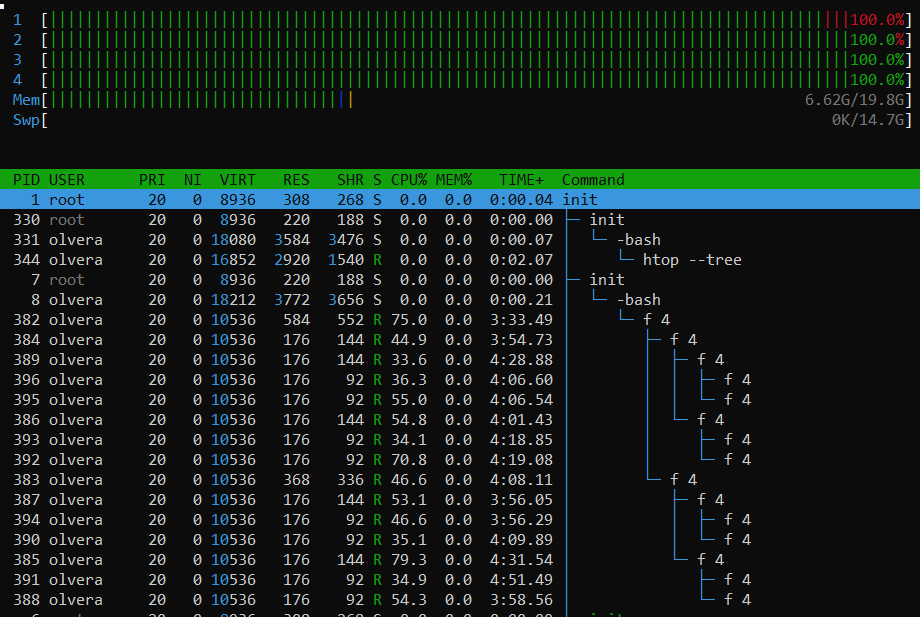 1 [100.0%]
2 [100.0%]
3 [100.0%]
4 [100.0%]
Mem[6.62G/19.8G]
Swp[0K/14.7G]
PID USER PRI NI VIRT RES SHR S CPU% MEM% TIME+ Command
1 root 20 0 8936 308 268 S 0.0 0.0 0:00.04 init
330 root 20 0 8936 220 188 S 0.0 0.0 0:00.00 init
331 olvera 20 0 18080 3584 3476 S 0.0 0.0 0:00.07 -bash
344 olvera 20 0 16852 2920 1540 R 0.0 0.0 0:02.07 htop --tree
7 root 20 0 8936 220 188 S 0.0 0.0 0:00.00 init
8 olvera 20 0 18212 3772 3656 S 0.0 0.0 0:00.21 -bash
382 olvera 20 0 10536 584 552 R 75.0 0.0 3:33.49 f 4
384 olvera 20 0 10536 176 144 R 44.9 0.0 3:54.73 f 4
389 olvera 20 0 10536 176 144 R 33.6 0.0 4:28.88 f 4
396 olvera 20 0 10536 176 92 R 36.3 0.0 4:06.60 f 4
395 olvera 20 0 10536 176 92 R 55.0 0.0 4:06.54 f 4
386 olvera 20 0 10536 176 144 R 54.8 0.0 4:01.43 f 4
393 olvera 20 0 10536 176 92 R 34.1 0.0 4:18.85 f 4
392 olvera 20 0 10536 176 92 R 70.8 0.0 4:19.08 f 4
383 olvera 20 0 10536 368 336 R 46.6 0.0 4:08.11 f 4
387 olvera 20 0 10536 176 144 R 53.1 0.0 3:56.05 f 4
394 olvera 20 0 10536 176 92 R 46.6 0.0 3:56.29 f 4
390 olvera 20 0 10536 176 92 R 35.1 0.0 4:09.89 f 4
385 olvera 20 0 10536 176 144 R 79.3 0.0 4:31.54 f 4
391 olvera 20 0 10536 176 92 R 34.9 0.0 4:51.49 f 4
388 olvera 20 0 10536 176 92 R 54.3 0.0 3:58.56 f 4